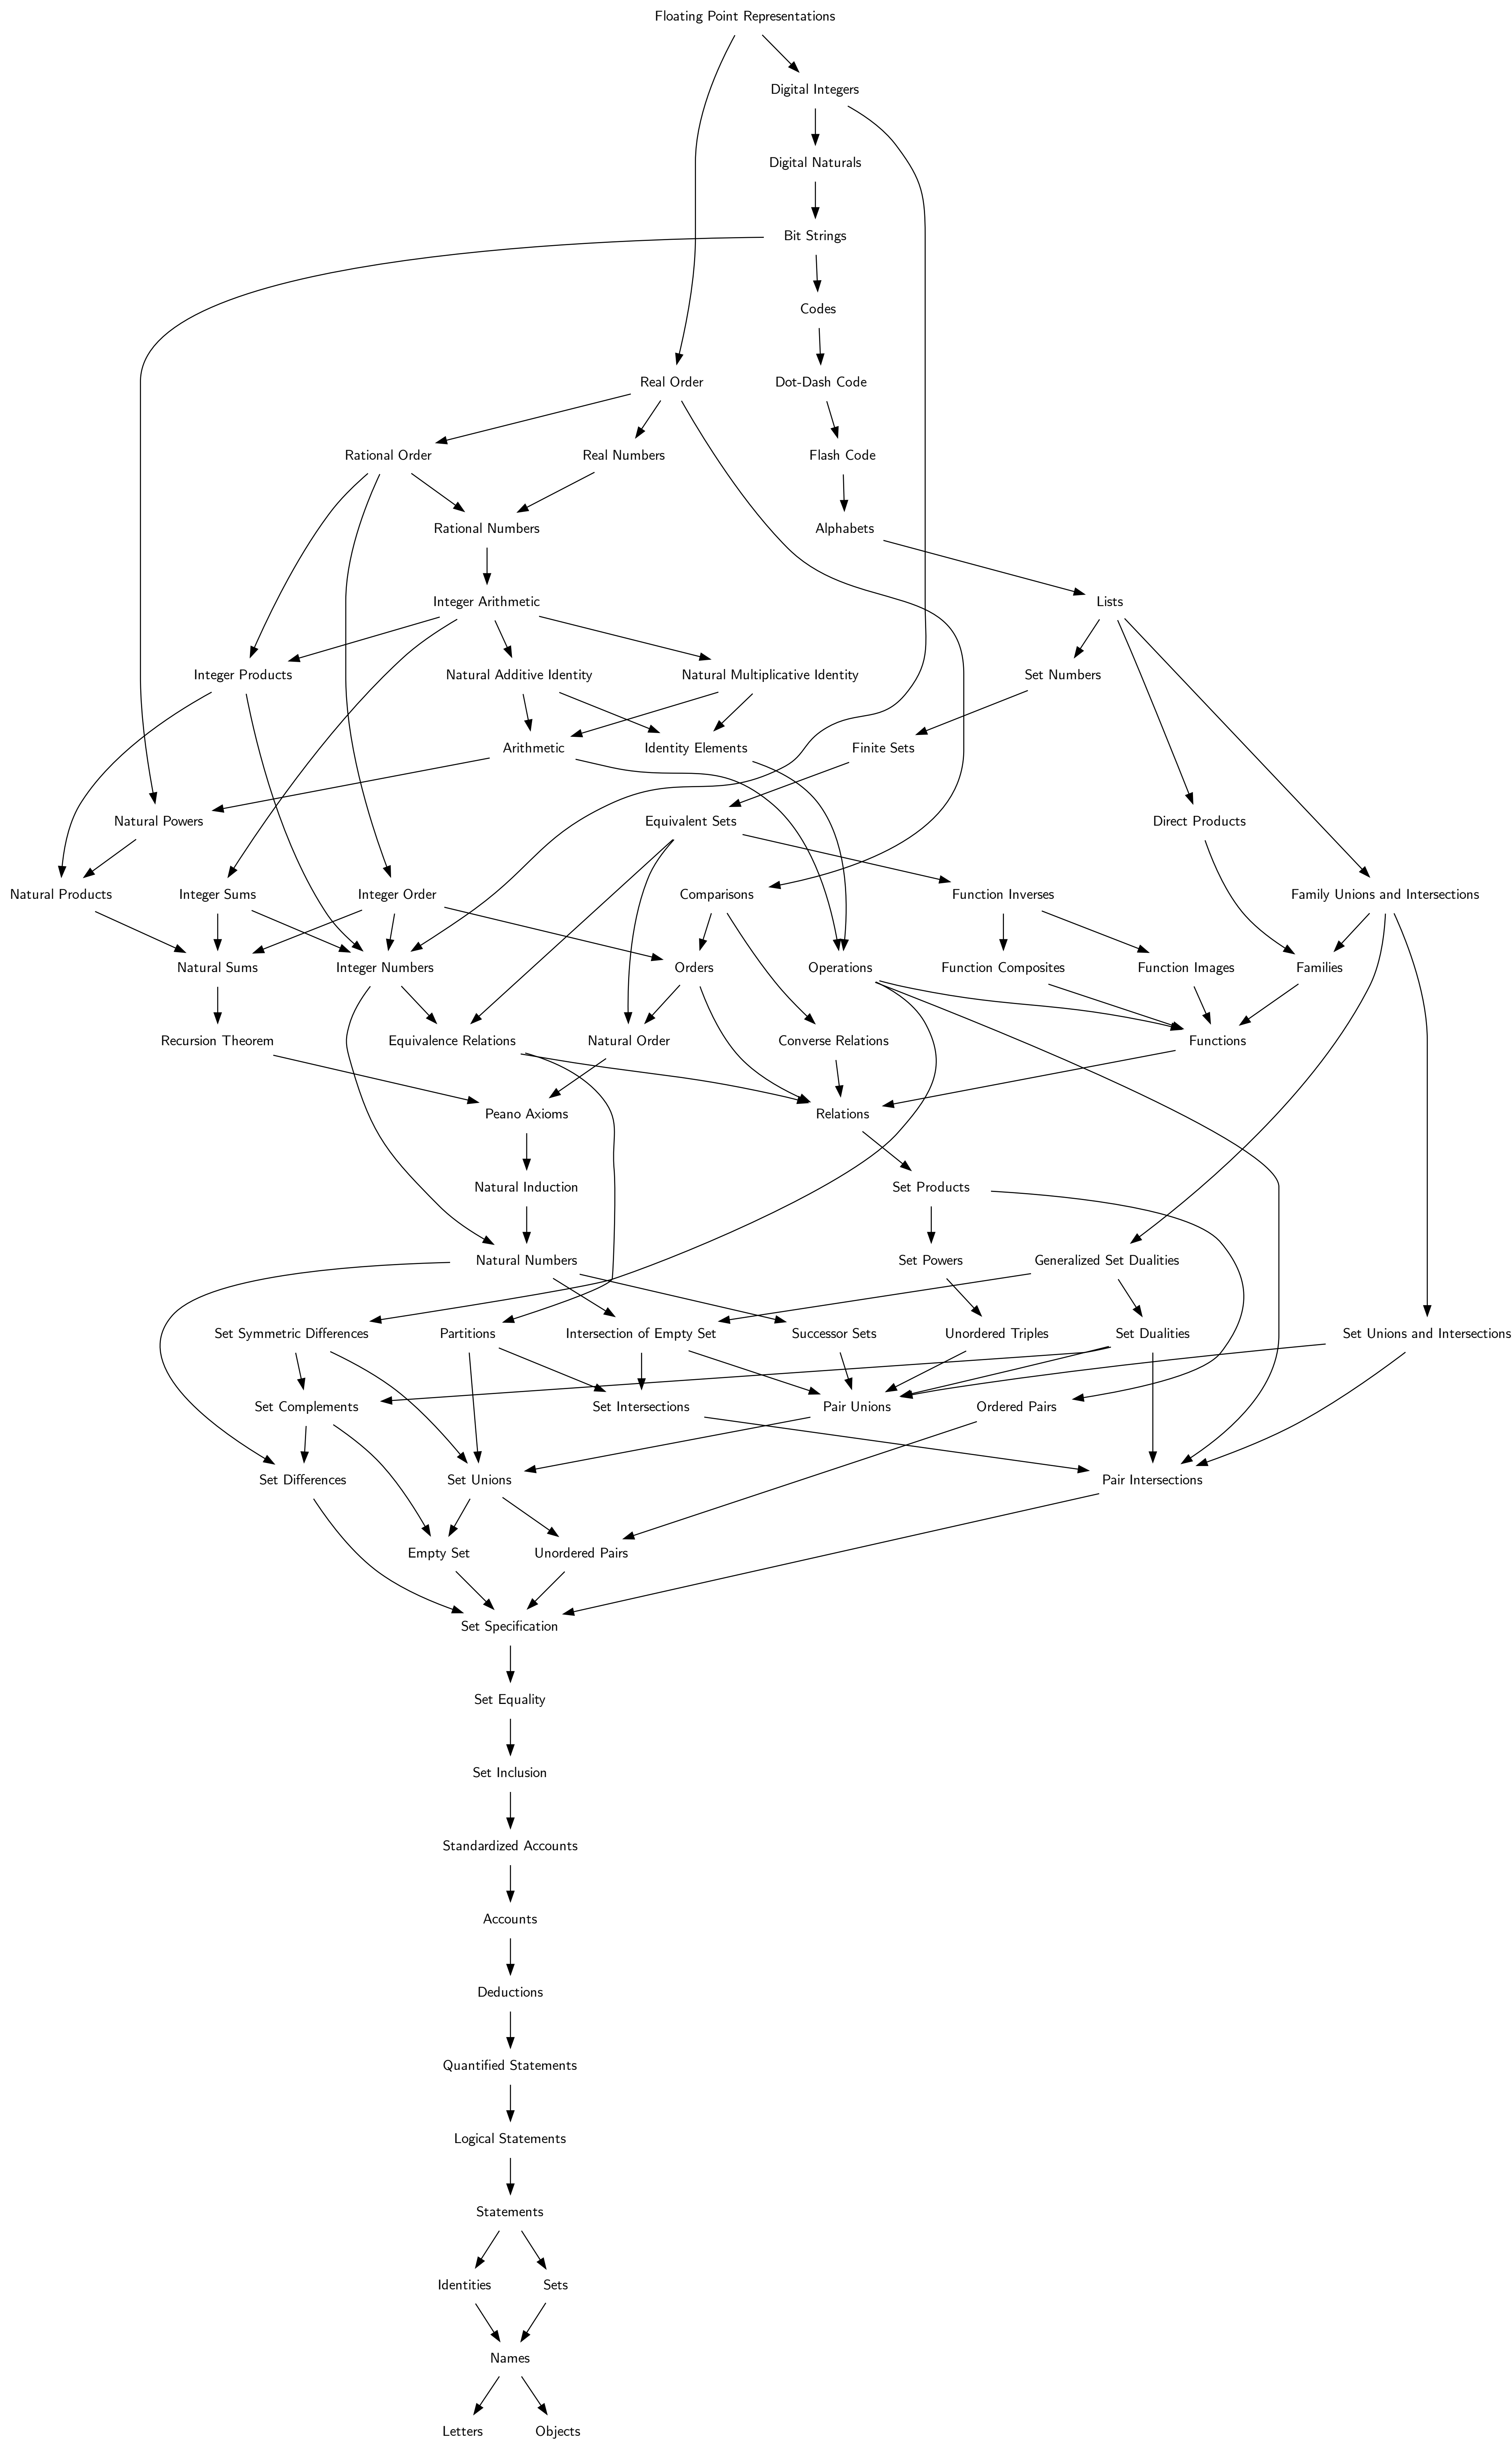 Floating Point Representations
Digital Integers
Digital Naturals
Bit Strings
Codes
Real Order
Dot-Dash Code
Rational Order
Real Numbers
Flash Code
Rational Numbers
Alphabets
Integer Arithmetic
Lists
Integer Products
Natural Additive Identity
Natural Multiplicative Identity
Set Numbers
Arithmetic
Identity Elements
Finite Sets
Natural Powers
Equivalent Sets
Direct Products
Natural Products
Integer Sums
Integer Order
Comparisons
Function Inverses
Family Unions and Intersections
Natural Sums
Integer Numbers
Orders
Operations
Function Composites
Function Images
Families
Recursion Theorem
Equivalence Relations
Natural Order
Converse Relations
Functions
Peano Axioms
Relations
Natural Induction
Set Products
Natural Numbers
Set Powers
Generalized Set Dualities
Set Symmetric Differences
Partitions
Intersection of Empty Set
Successor Sets
Unordered Triples
Set Dualities
Set Unions and Intersections
Set Complements
Set Intersections
Pair Unions
Ordered Pairs
Set Differences
Set Unions
Pair Intersections
Empty Set
Unordered Pairs
Set Specification
Set Equality
Set Inclusion
Standardized Accounts
Accounts
Deductions
Quantified Statements
Logical Statements
Statements
Identities
Sets
Names
Letters
Objects